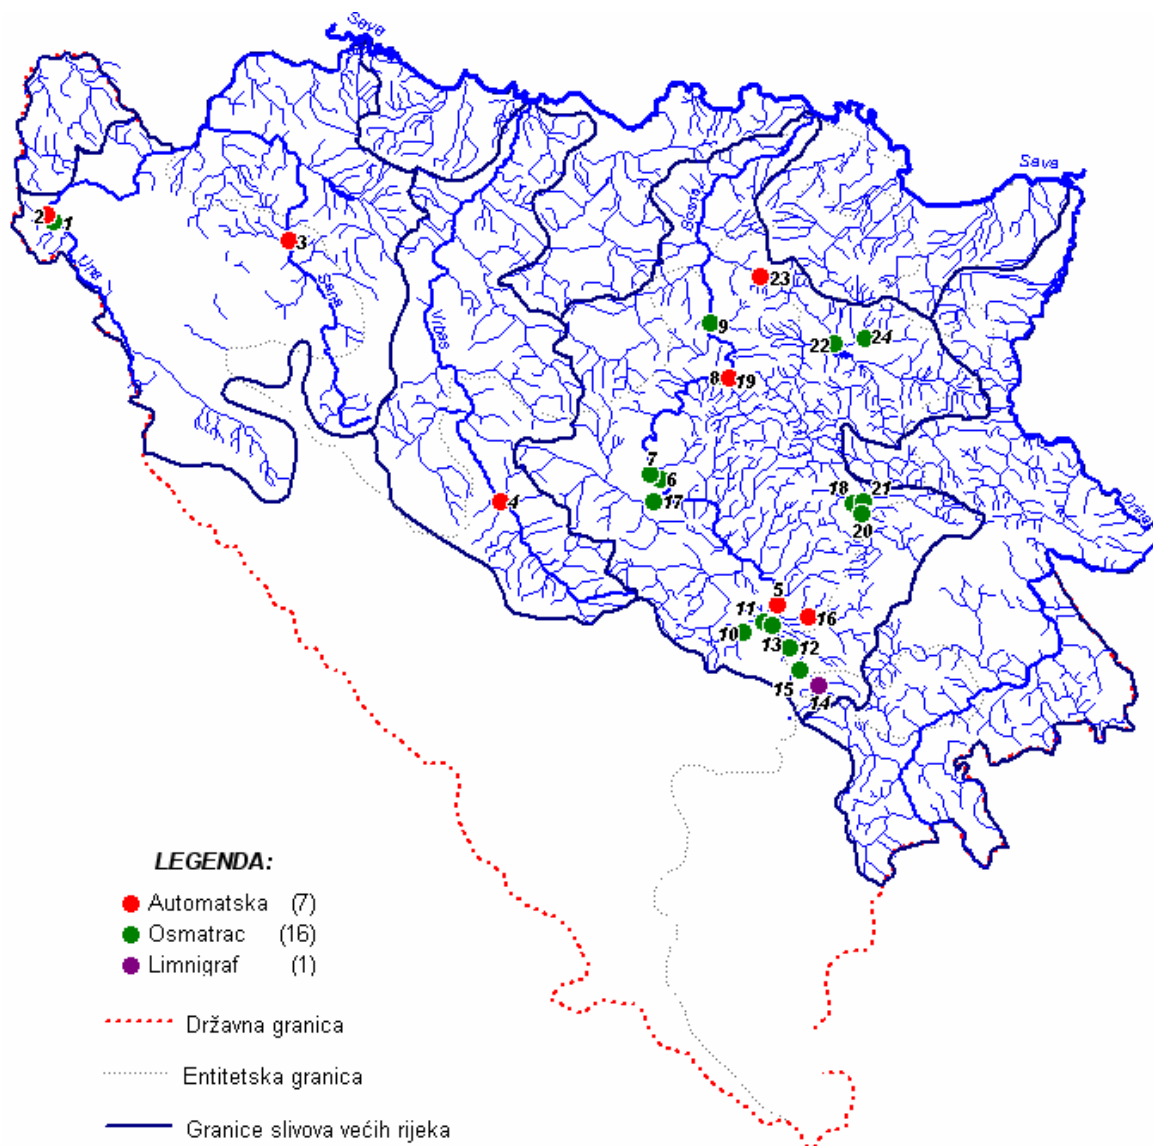 Sava
Sava
Bosna
2
1
Una
3
Sana
Vrbas
23
9
22
24
8
19
7
6
17
18
21
20
Drina
4
5
11
16
10
13
12
15
14
LEGENDA:
Automatska (7)
Osmatrac (16)
Limnigraf (1)
Državna granica
Entitetska granica
Granice slivova većih rijeka